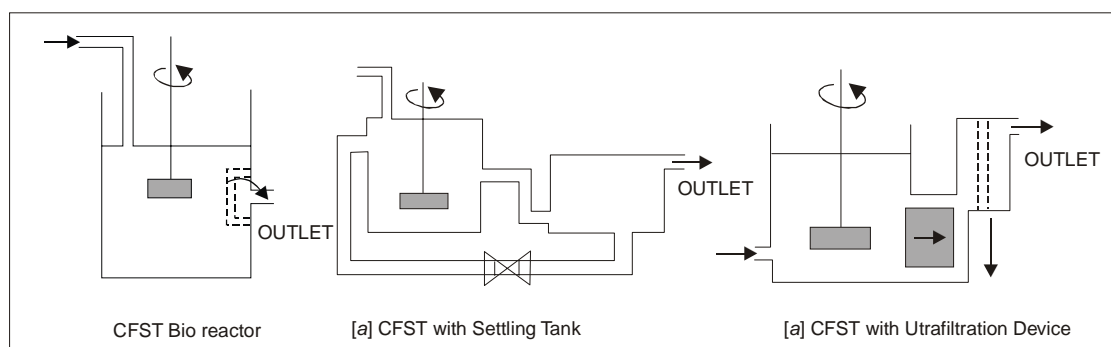 OUTLET
OUTLET
OUTLET
CFST Bio reactor
[a] CFST with Settling Tank
[a] CFST with Utrafiltration Device